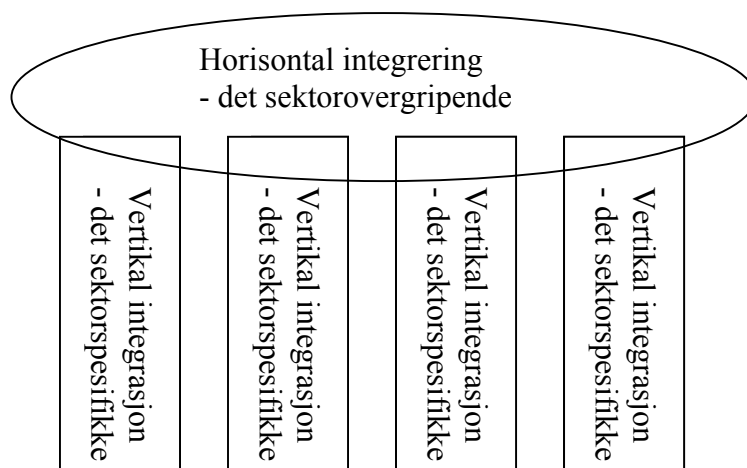 Horisontal integrering
- det sektorovergripende
Vertikal integrasjon
- det sektorspesifikke
Vertikal integrasjon
- det sektorspesifikke
Vertikal integrasjon
- det sektorspesifikke
Vertikal integrasjon
- det sektorspesifikke